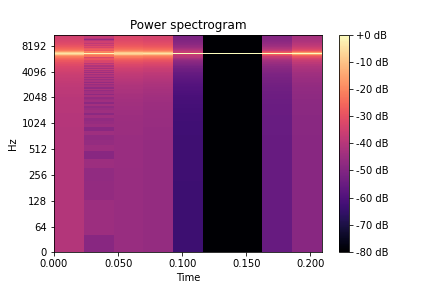 Power spectrogram
8192
4096
2048
1024
512
256
128
64
0
Hz
0.000 0.050 0.100 0.150 0.200
Time
+0 dB
-10 dB
-20 dB
-30 dB
-40 dB
-50 dB
-60 dB
-70 dB
-80 dB